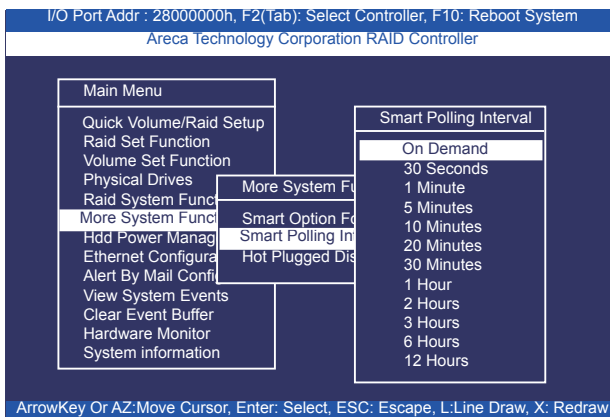 I/O Port Addr : 28000000h, F2(Tab): Select Controller, F10: Reboot System
Areca Technology Corporation RAID Controller
Main Menu
Quick Volume/Raid Setup
Raid Set Function
Volume Set Function
Physical Drives
Raid System Funct
More System Funct
Hdd Power Manag
Ethernet Configura
Alert By Mail Confi
View System Events
Clear Event Buffer
Hardware Monitor
System information
More System Fu
Smart Option Fo
Smart Polling Int
Hot Plugged Dis
Smart Polling Interval
On Demand
30 Seconds
1 Minute
5 Minutes
10 Minutes
20 Minutes
30 Minutes
1 Hour
2 Hours
3 Hours
6 Hours
12 Hours
ArrowKey Or AZ:Move Cursor, Enter: Select, ESC: Escape, L:Line Draw, X: Redraw